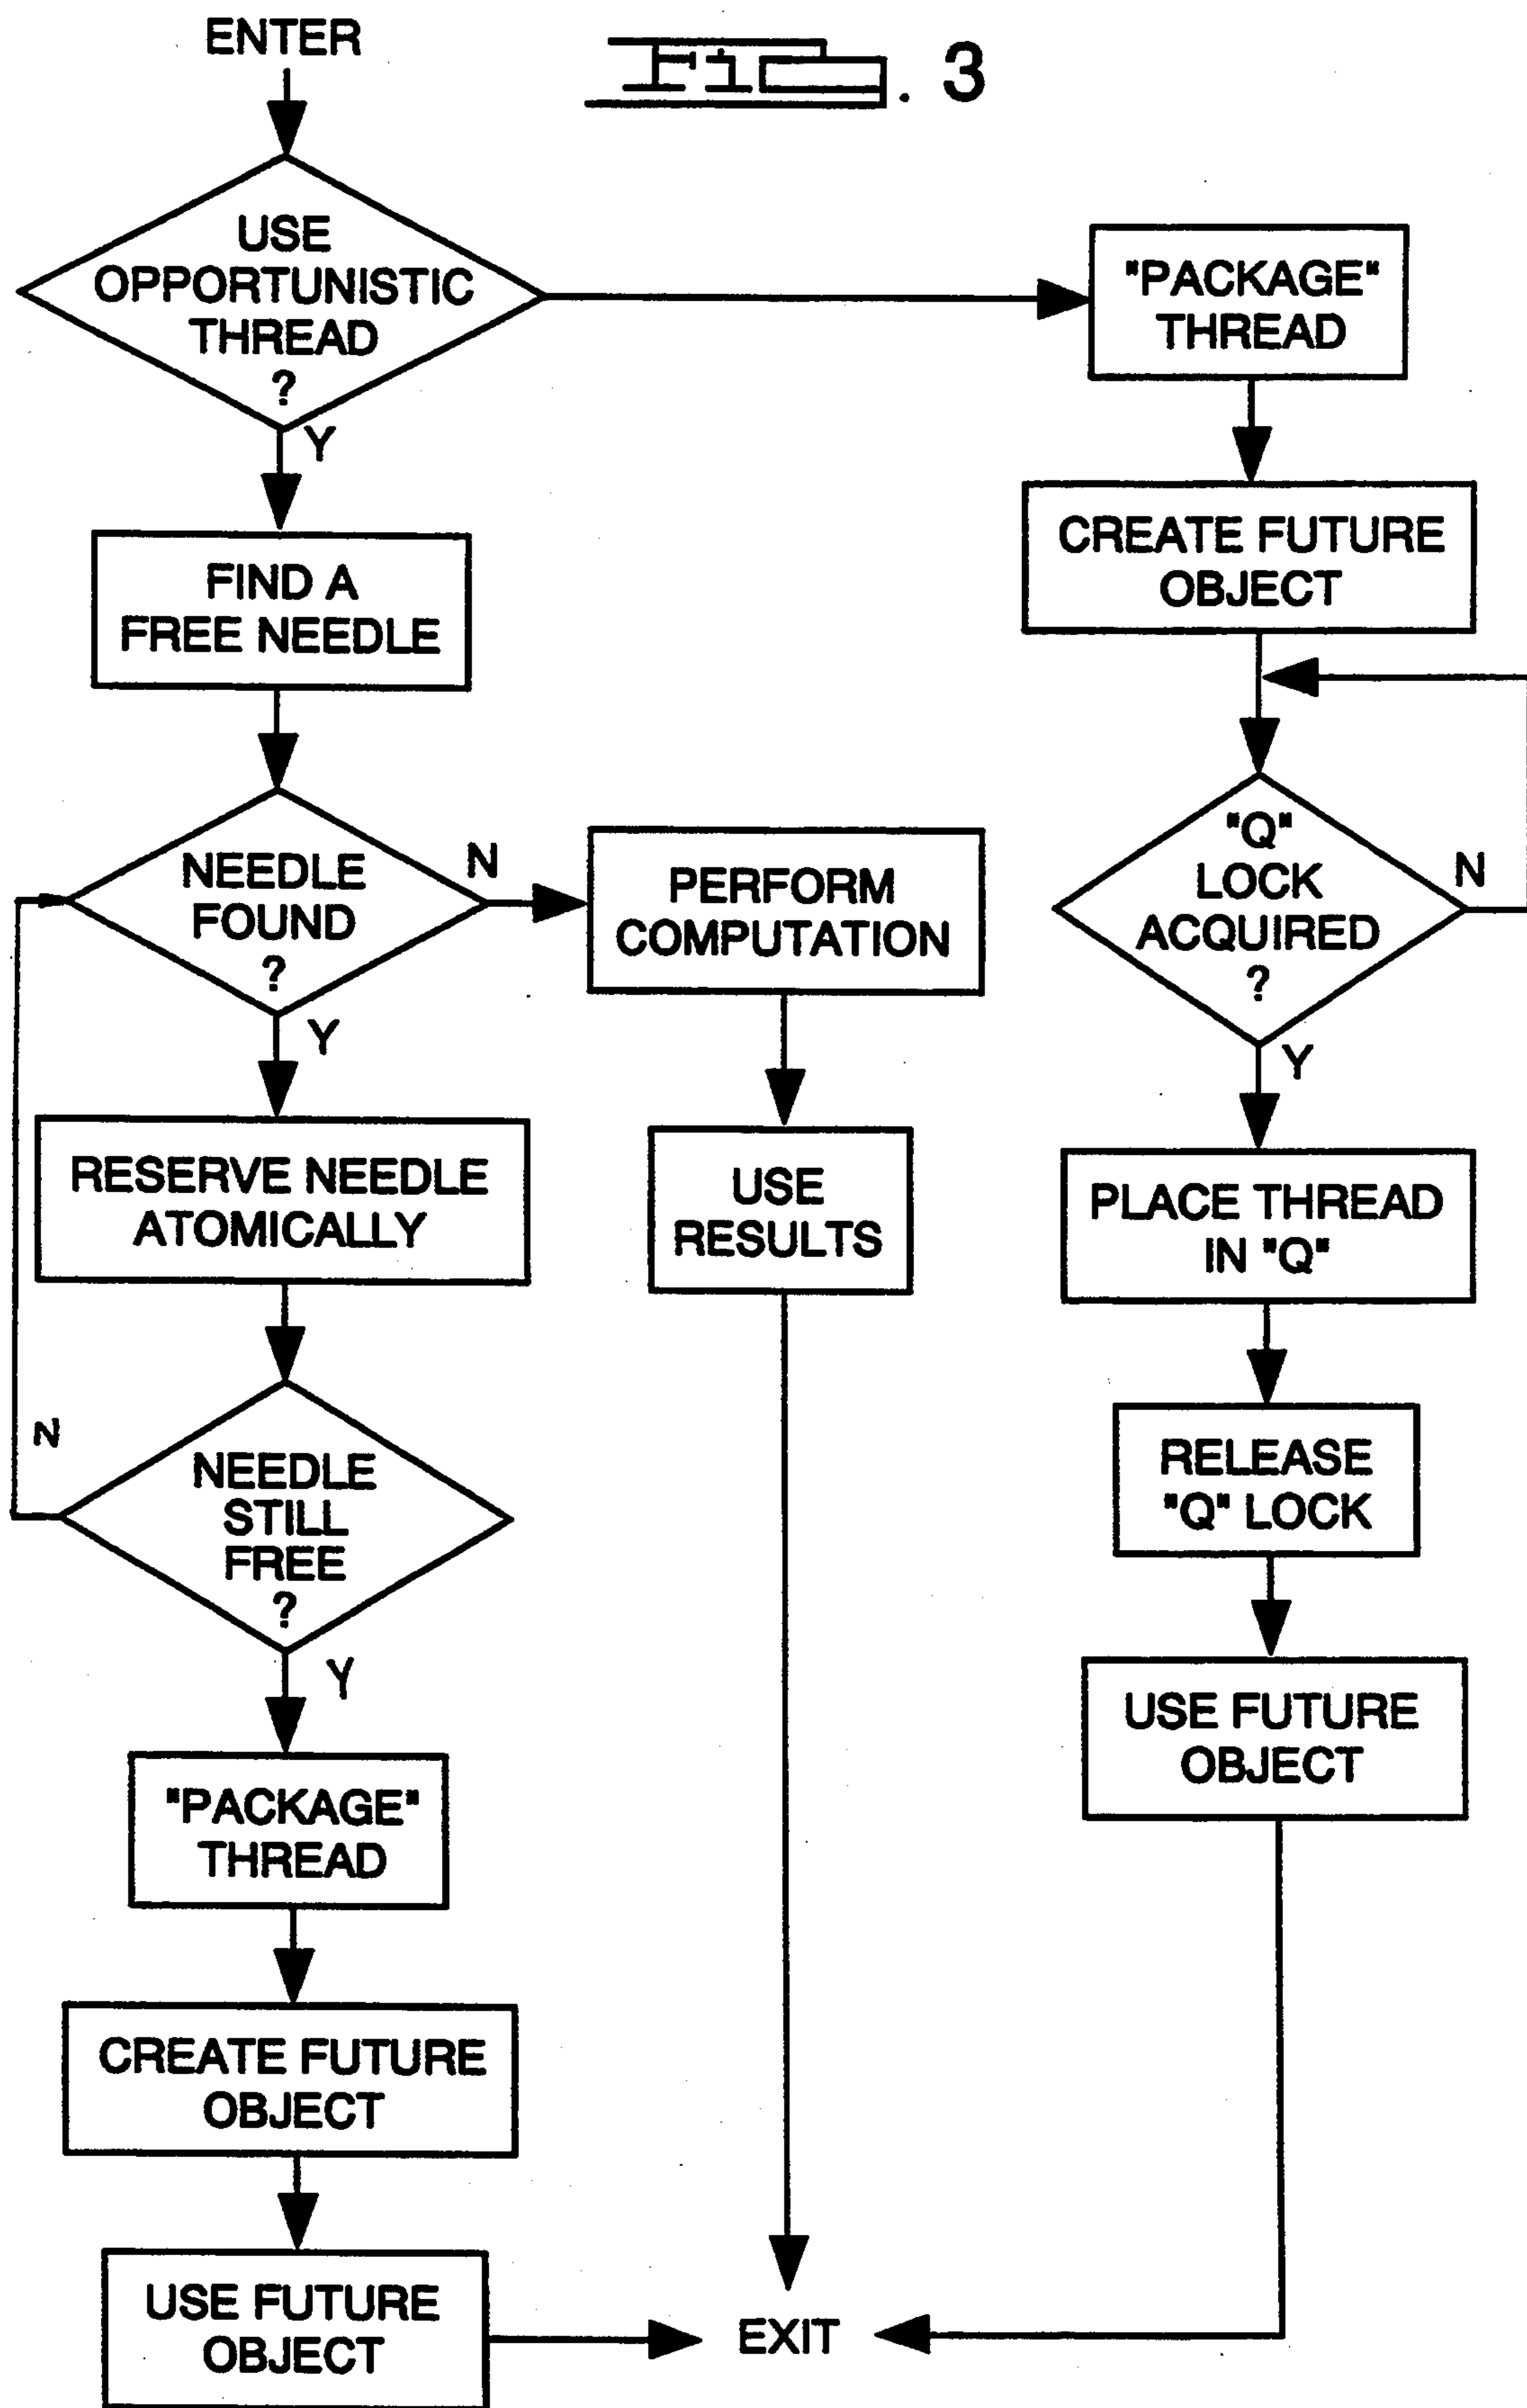 ENTER
FIG. 3
USE
OPPORTUNISTIC
THREAD
?
Y
"PACKAGE"
THREAD
CREATE FUTURE
OBJECT
FIND A
FREE NEEDLE
NEEDLE
FOUND
?
N
Y
PERFORM
COMPUTATION
USE
RESULTS
"Q"
LOCK
ACQUIRED
?
N
Y
RESERVE NEEDLE
ATOMICALLY
PLACE THREAD
IN "Q"
NEEDLE
STILL
FREE
?
N
Y
RELEASE
"Q" LOCK
USE FUTURE
OBJECT
"PACKAGE"
THREAD
CREATE FUTURE
OBJECT
USE FUTURE
OBJECT
EXIT